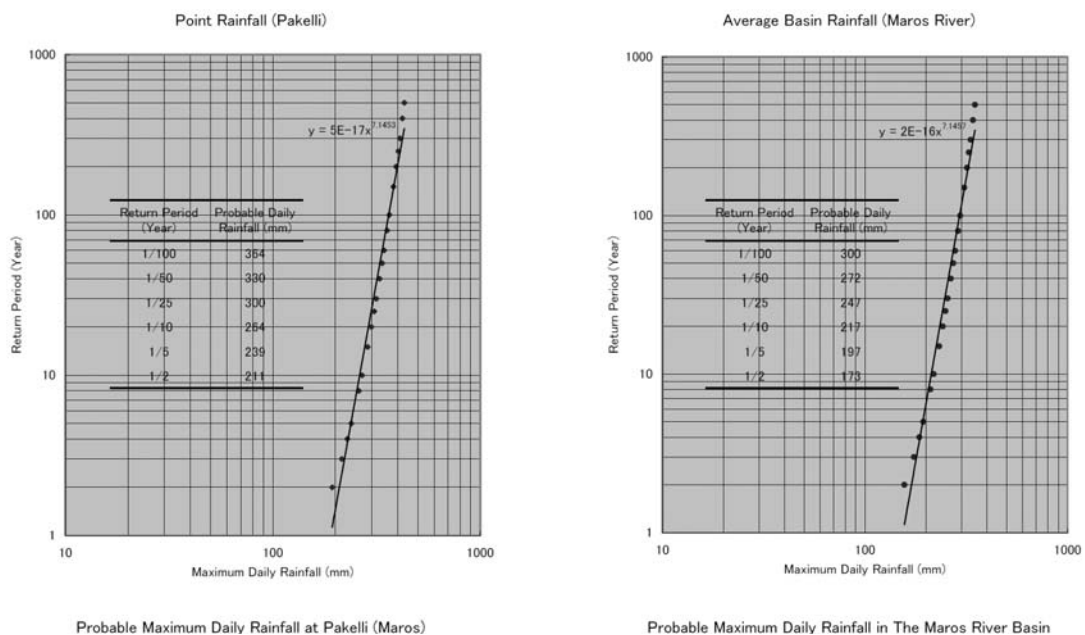 Point Rainfall (Pakelli)
1000
100
10
1
10
100
1000
Return Period (Year)
Maximum Daily Rainfall (mm)
y = 5E-17x^7.1453
Return Period (Year) Probable Daily Rainfall (mm)
1/100 364
1/50 330
1/25 300
1/10 264
1/5 239
1/2 211
Probable Maximum Daily Rainfall at Pakelli (Maros)
Average Basin Rainfall (Maros River)
1000
100
10
1
10
100
1000
Return Period (Year)
Maximum Daily Rainfall (mm)
y = 2E-16x^7.1457
Return Period (Year) Probable Daily Rainfall (mm)
1/100 300
1/50 272
1/25 247
1/10 217
1/5 197
1/2 173
Probable Maximum Daily Rainfall in The Maros River Basin